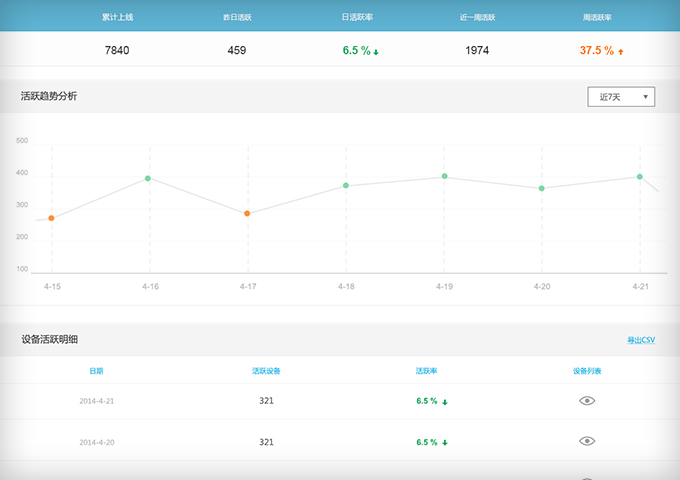 累计上线 昨日活跃 日活跃率 近一周活跃 周活跃率
7840 459 6.5 % 1974 37.5 %
活跃趋势分析 近7天
500
400
300
200
100
4-15 4-16 4-17 4-18 4-19 4-20 4-21
设备活跃明细 导出CSV
日期 活跃设备 活跃率 设备列表
2014-4-21 321 6.5 %
2014-4-20 321 6.5 %